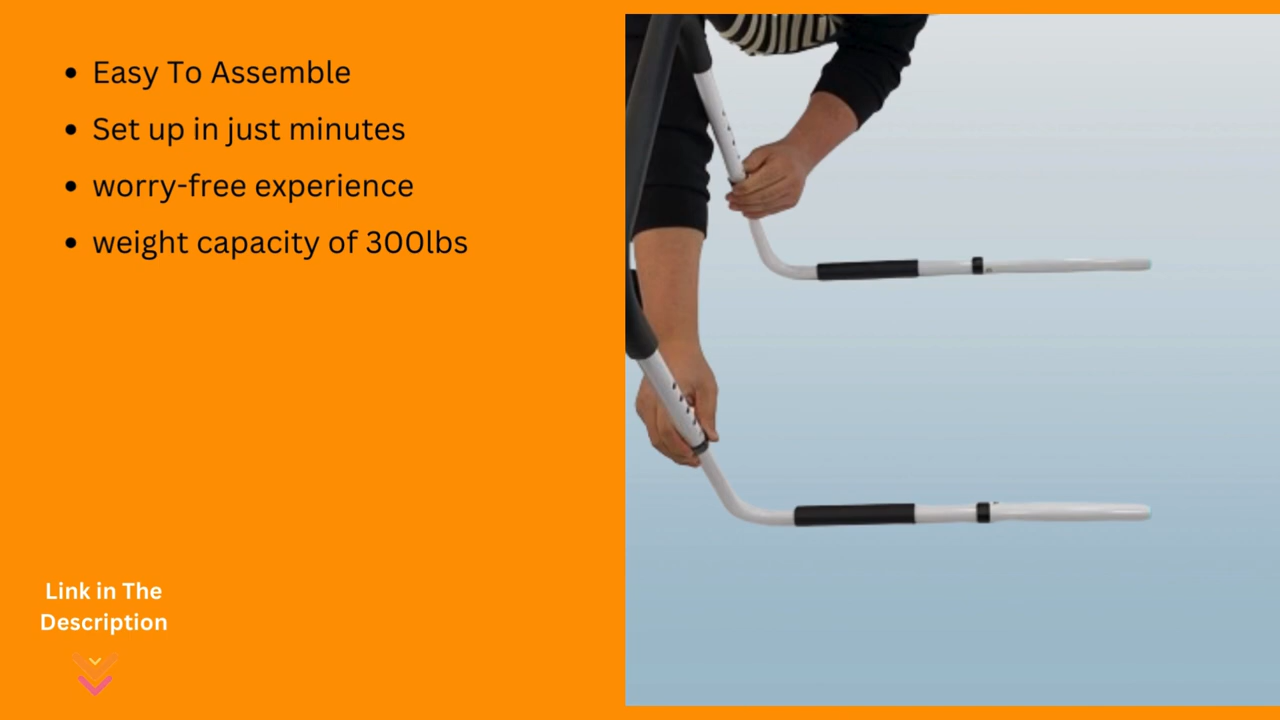 Easy To Assemble
Set up in just minutes
worry-free experience
weight capacity of 300lbs
Link in The
Description